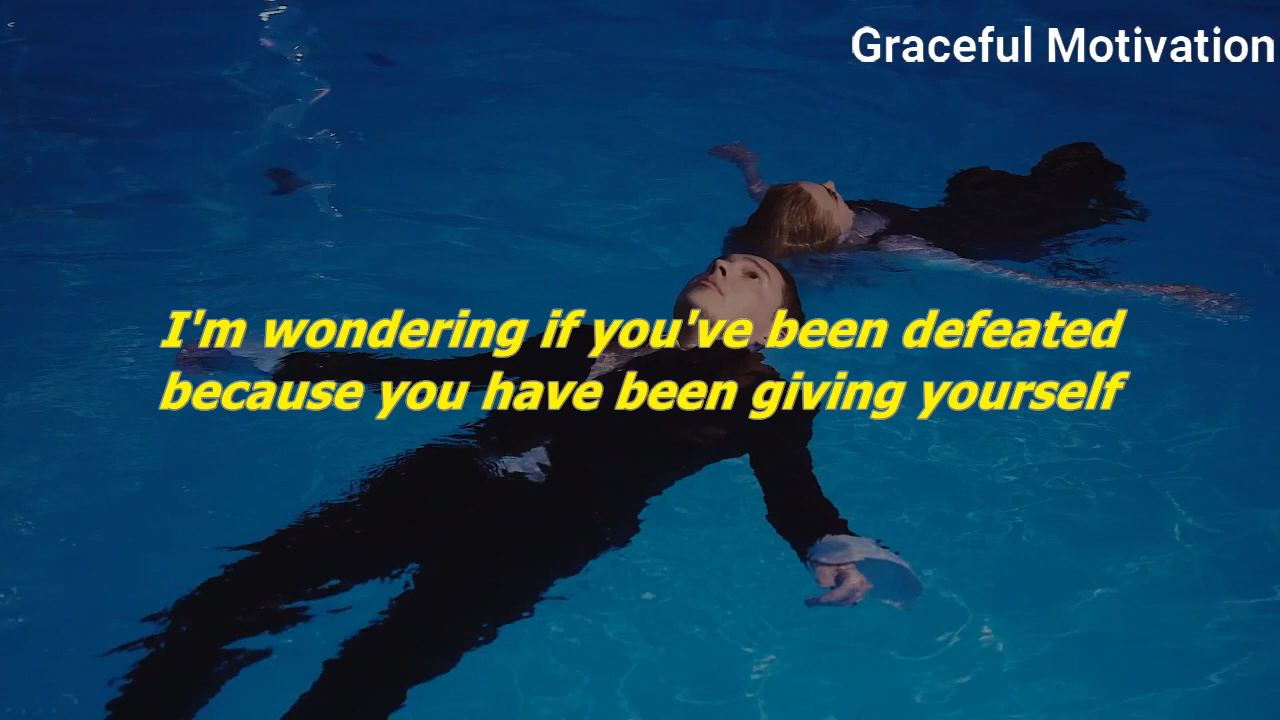 Graceful Motivation
I'm wondering if you've been defeated
because you have been giving yourself